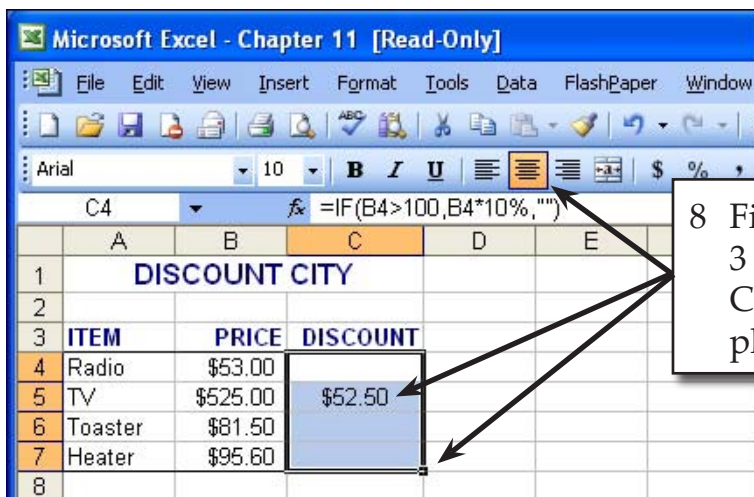 Microsoft Excel - Chapter 11 [Read-Only]
File Edit View Insert Format Tools Data FlashPaper Window
ABC
Arial 10 B I U a $ % ,
C4 fx =IF(B4>100,B4*10%,"")
A B C D E
1 DISCOUNT CITY
2
3 ITEM PRICE DISCOUNT
4 Radio $53.00
5 TV $525.00 $52.50
6 Toaster $81.50
7 Heater $95.60
8
8 Fi
3
C